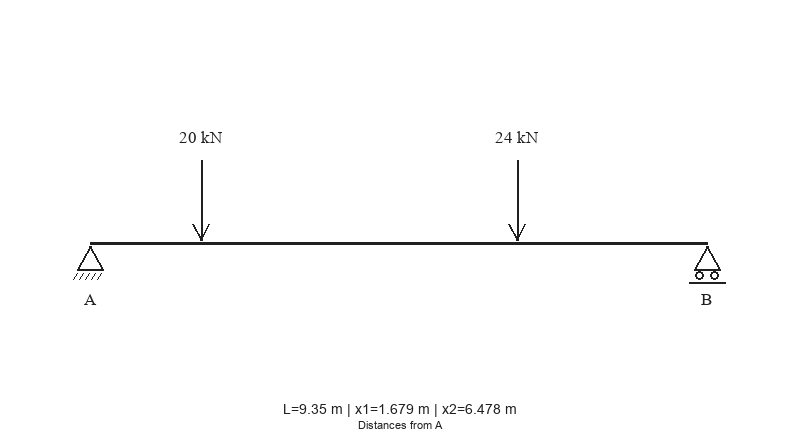 20 kN
24 kN
A
B
L=9.35 m | x1=1.679 m | x2=6.478 m
Distances from A